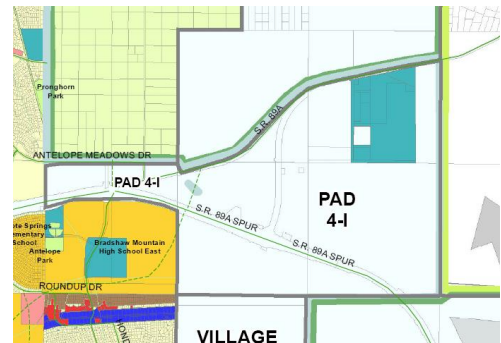 Pronghorn
Park
S.R. 89A
ANTELOPE MEADOWS DR
PAD 4-I
PAD
4-I
S.R. 89A SPUR
S.R. 89A SPUR
Springs
School
Antelope
Park
Bradshaw Mountain
High School East
ROUNDUP DR
VILLAGE